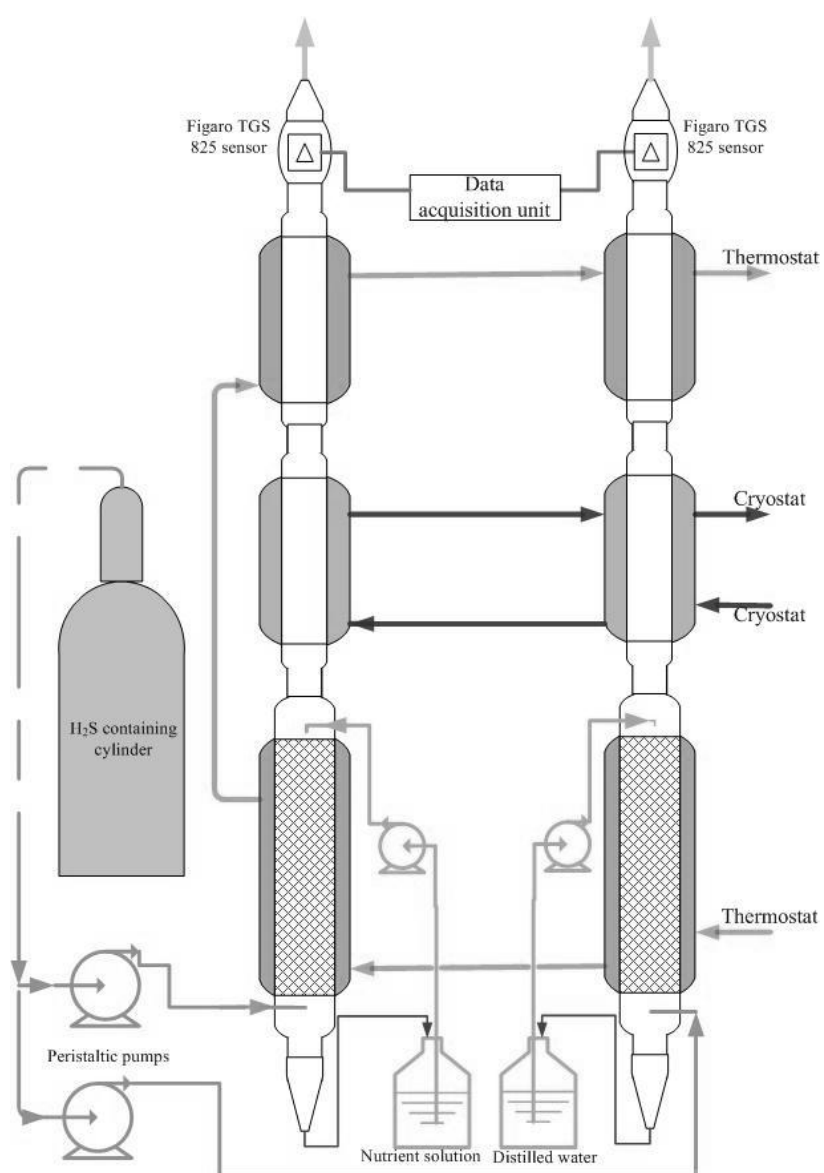 Figaro TGS
825 sensor
Figaro TGS
825 sensor
Data
acquisition unit
Thermostat
Cryostat
Cryostat
H₂S containing
cylinder
Thermostat
Peristaltic pumps
Nutrient solution
Distilled water